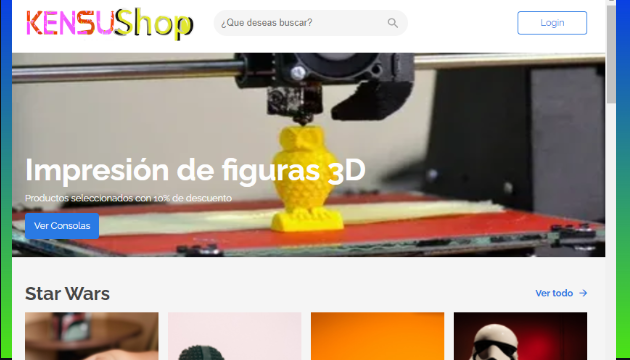 KENSUShop
¿Que deseas buscar?
Login
Impresión de figuras 3D
Productos seleccionados con 10% de descuento
Ver Consolas
Star Wars
Ver todo